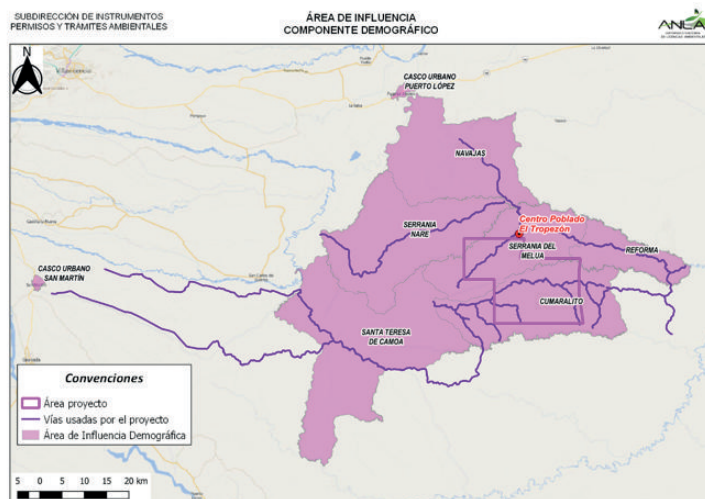 SUBDIRECCIÓN DE INSTRUMENTOS
PERMISOS Y TRÁMITES AMBIENTALES
ÁREA DE INFLUENCIA
COMPONENTE DEMOGRÁFICO
ANLA
N
CASCO URBANO
PUERTO LÓPEZ
NAVAJAS
Centro Poblado
El Tropezón
SERRANIA
NARE
SERRANIA DEL
MELUA
REFORMA
CASCO URBANO
SAN MARTÍN
CUMARALITO
SANTA TERESA
DE CAMOA
Convenciones
Área proyecto
Vías usadas por el proyecto
Área de Influencia Demográfica
5 0 5 10 15 20 km